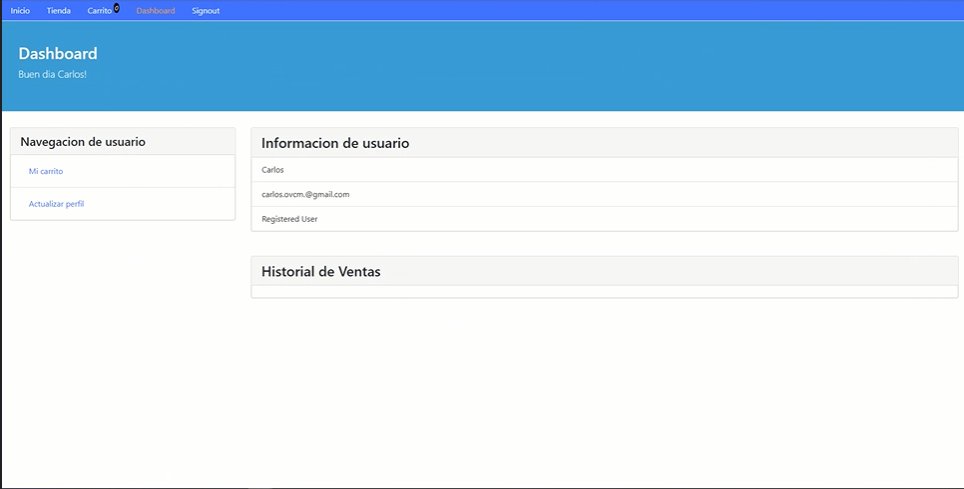 Inicio Tienda Carrito 0 Dashboard Signout
Dashboard
Buen dia Carlos!
Navegacion de usuario
Mi carrito
Actualizar perfil
Informacion de usuario
Carlos
carlos.ovcm.@gmail.com
Registered User
Historial de Ventas